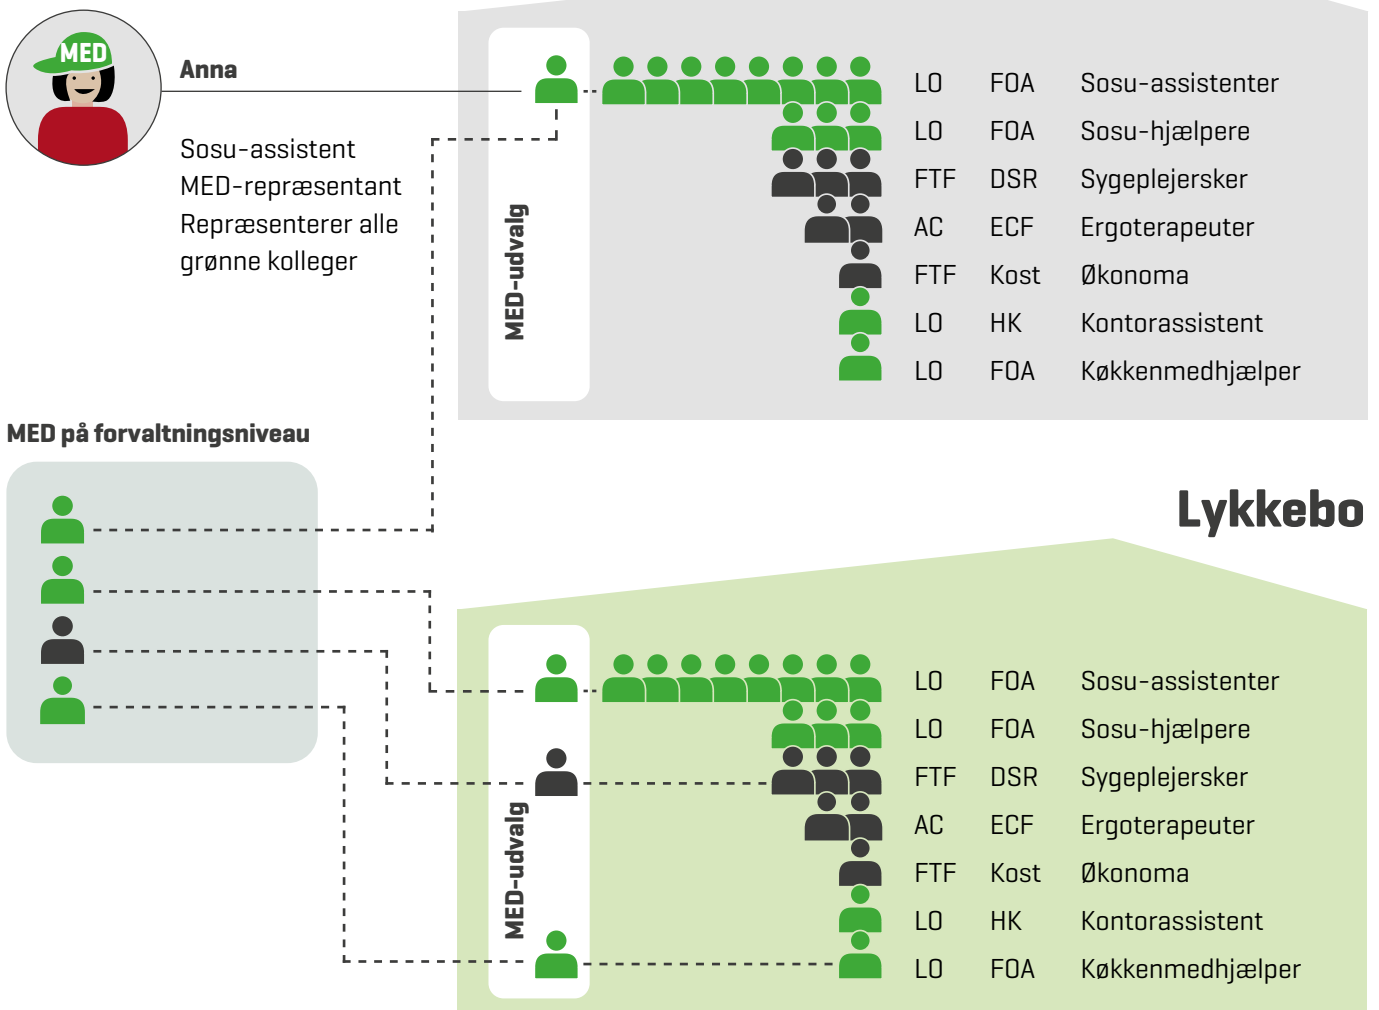 MED
Anna
Sosu-assistent
MED-repræsentant
Repræsenterer alle
grønne kolleger
MED-udvalg
LO FOA Sosu-assistenter
LO FOA Sosu-hjælpere
FTF DSR Sygeplejersker
AC ECF Ergoterapeuter
FTF Kost Økonoma
LO HK Kontorassistent
LO FOA Køkkenmedhjælper
MED på forvaltningsniveau
Lykkebo
MED-udvalg
LO FOA Sosu-assistenter
LO FOA Sosu-hjælpere
FTF DSR Sygeplejersker
AC ECF Ergoterapeuter
FTF Kost Økonoma
LO HK Kontorassistent
LO FOA Køkkenmedhjælper